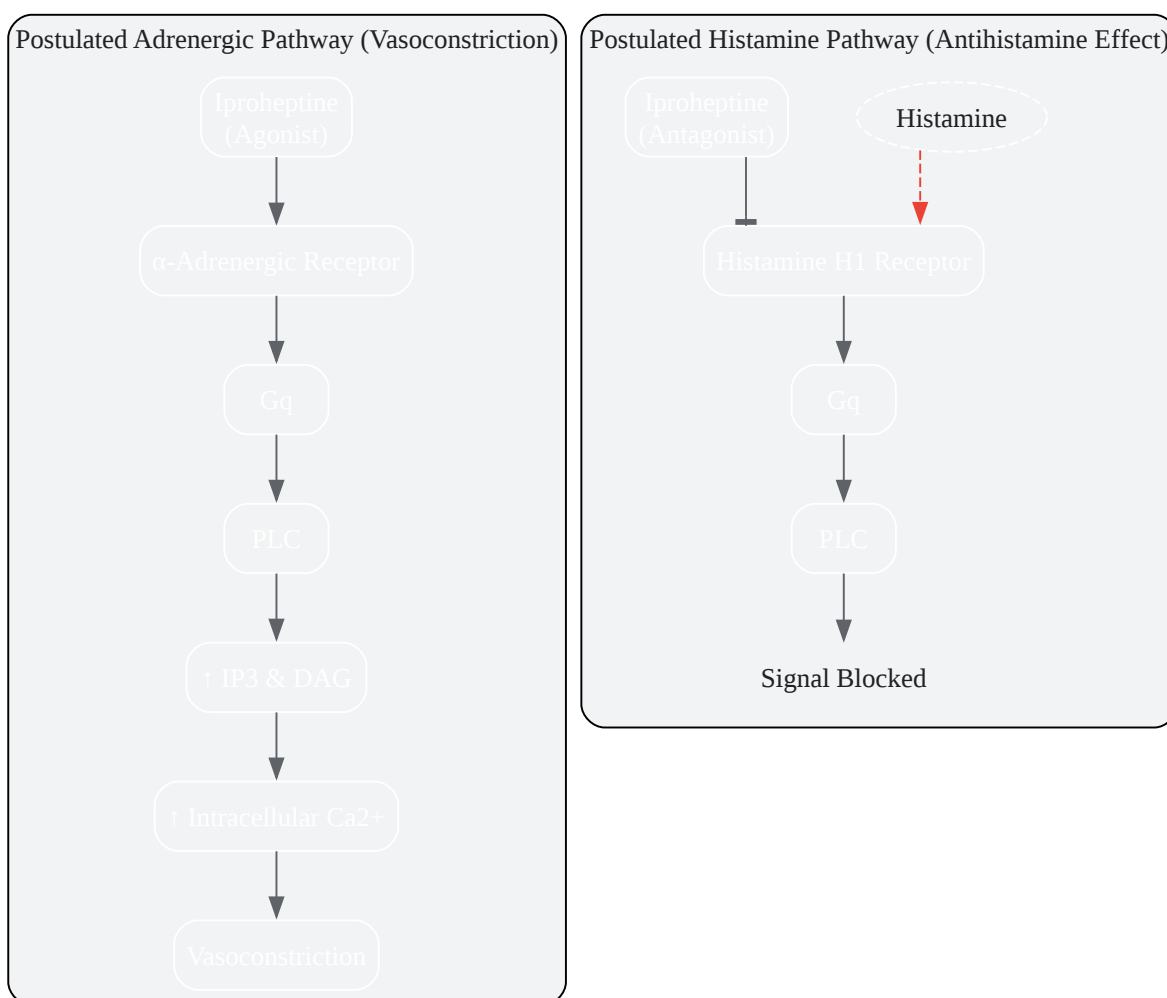 Postulated Adrenergic Pathway (Vasoconstriction)
Iproheptine
(Agonist)
α-Adrenergic Receptor
Gq
PLC
↑ IP3 & DAG
↑ Intracellular Ca2+
Vasoconstriction
Postulated Histamine Pathway (Antihistamine Effect)
Iproheptine
(Antagonist)
Histamine
Histamine H1 Receptor
Gq
PLC
Signal Blocked